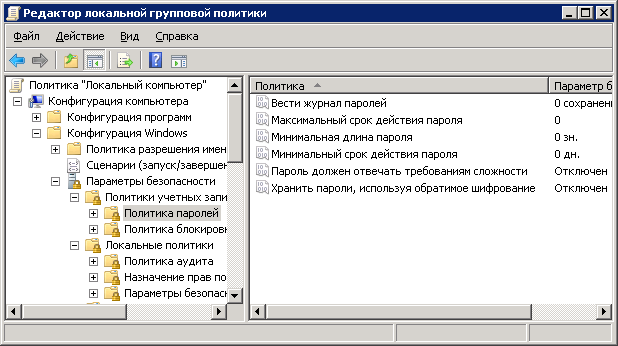 Редактор локальной групповой политики
Файл Действие Вид Справка
Политика "Локальный компьютер"
Конфигурация компьютера
Конфигурация программ
Конфигурация Windows
Политика разрешения имен
Сценарии (запуск/завершен
Параметры безопасности
Политики учетных запи
Политика паролей
Политика блокиров
Локальные политики
Политика аудита
Назначение прав по
Параметры безопас
Политика Параметр б
Вести журнал паролей 0 сохраненн
Максимальный срок действия пароля 0
Минимальная длина пароля 0 зн.
Минимальный срок действия пароля 0 дн.
Пароль должен отвечать требованиям сложности Отключен
Хранить пароли, используя обратимое шифрование Отключен